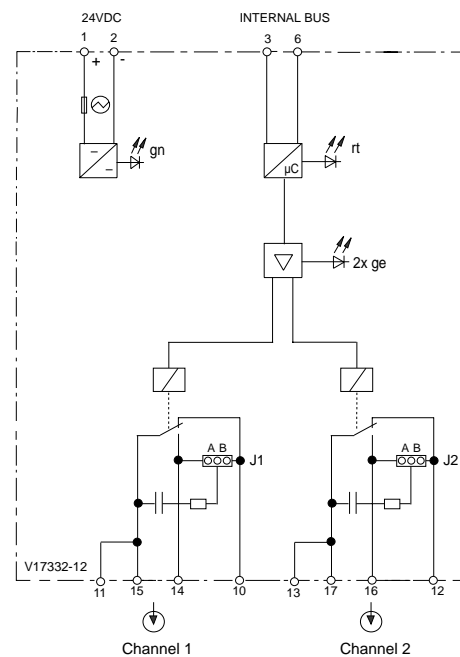 24VDC INTERNAL BUS
1 2 3 6
+ -
gn rt
µC
2x ge
A B J1 A B J2
V17332-12
11 15 14 10 13 17 16 12
Channel 1 Channel 2